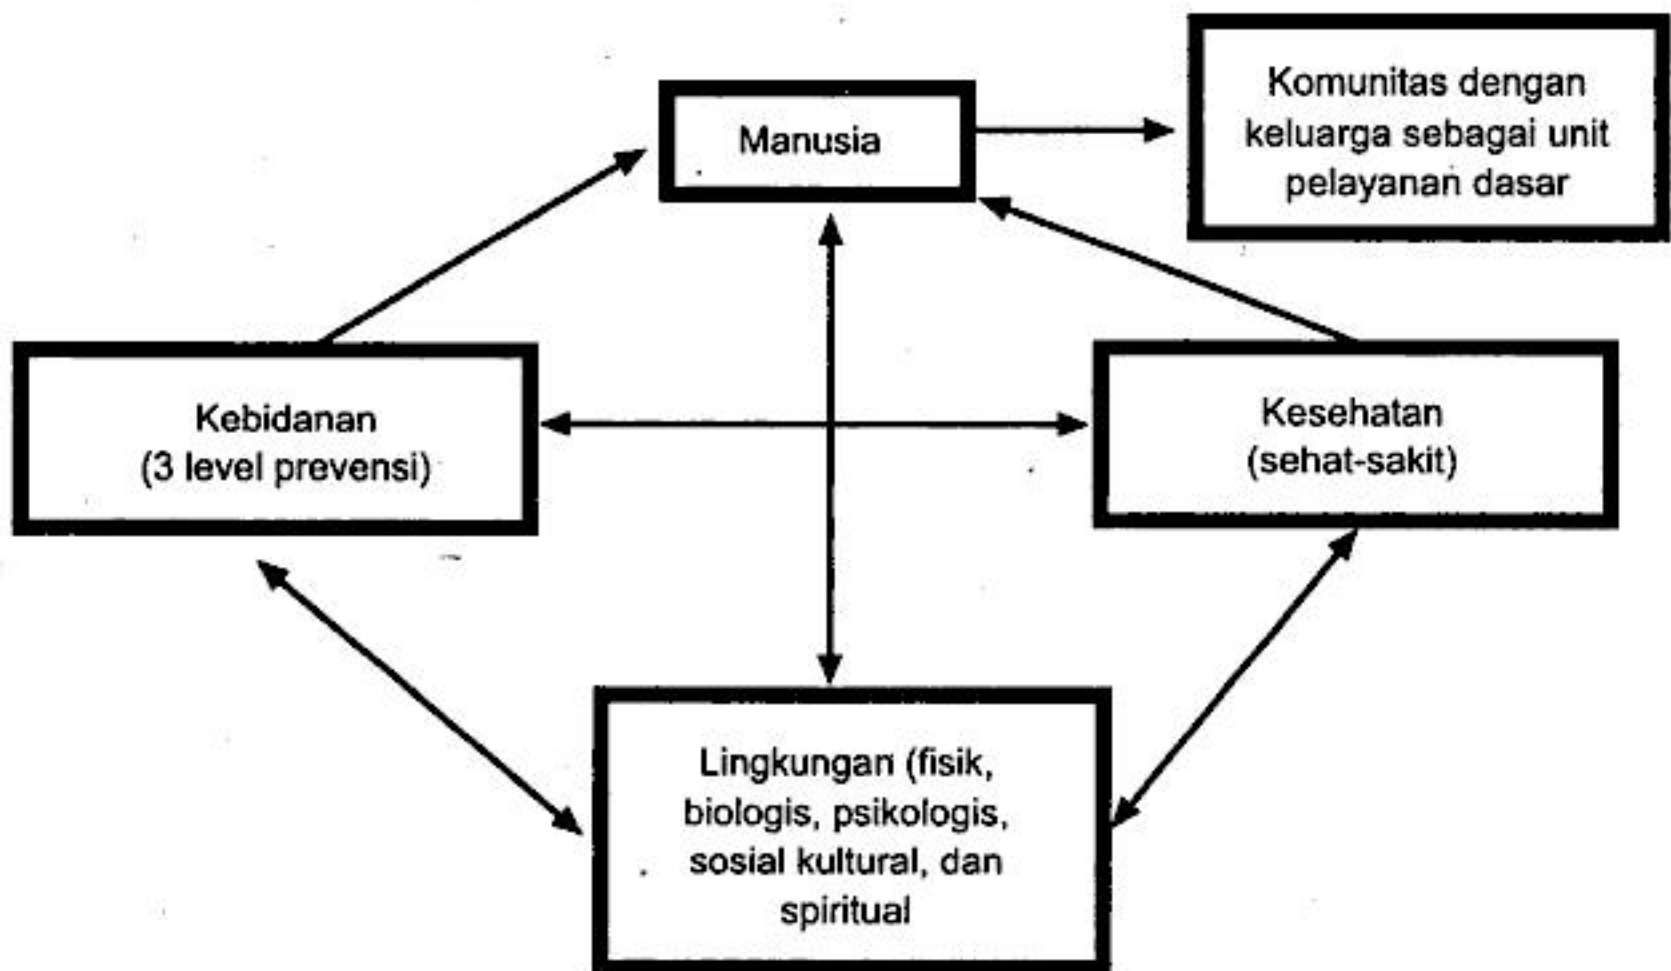 Komunitas dengan
keluarga sebagai unit
pelayanan dasar
Manusia
Kebidanan
(3 level prevensi)
Kesehatan
(sehat-sakit)
Lingkungan (fisik,
biologis, psikologis,
sosial kultural, dan
spiritual